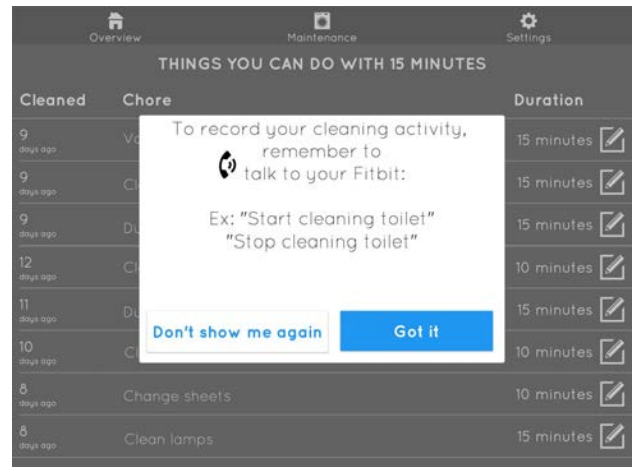 Overview Maintenance Settings
THINGS YOU CAN DO WITH 15 MINUTES
Cleaned Chore Duration
To record your cleaning activity,
remember to
talk to your Fitbit:
Ex: "Start cleaning toilet"
"Stop cleaning toilet"
Don't show me again Got it
9 15 minutes
days ago
9 15 minutes
days ago
9 15 minutes
days ago
12 10 minutes
days ago
11 15 minutes
days ago
10 10 minutes
days ago
8 Change sheets 10 minutes
days ago
8 Clean lamps 15 minutes
days ago